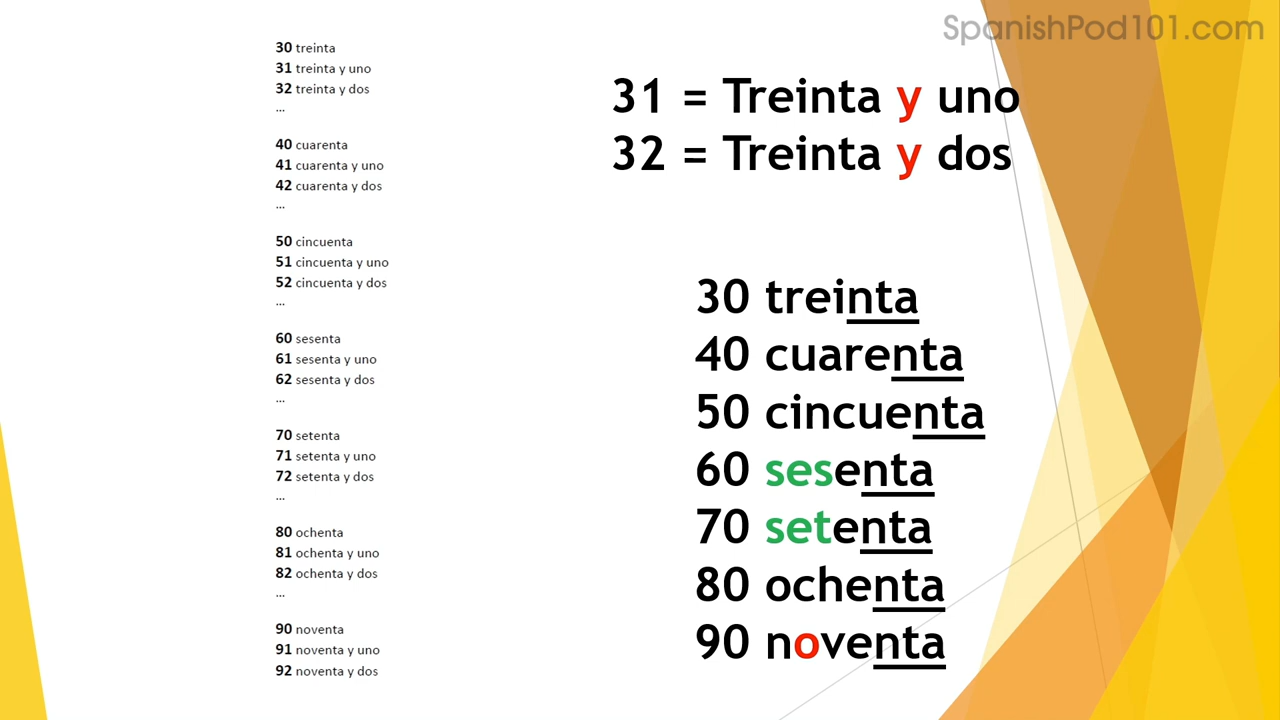 SpanishPod101.com
30 treinta
31 treinta y uno
32 treinta y dos
...
40 cuarenta
41 cuarenta y uno
42 cuarenta y dos
...
50 cincuenta
51 cincuenta y uno
52 cincuenta y dos
...
60 sesenta
61 sesenta y uno
62 sesenta y dos
...
70 setenta
71 setenta y uno
72 setenta y dos
...
80 ochenta
81 ochenta y uno
82 ochenta y dos
...
90 noventa
91 noventa y uno
92 noventa y dos
31 = Treinta y uno
32 = Treinta y dos
30 treinta
40 cuarenta
50 cincuenta
60 sesenta
70 setenta
80 ochenta
90 noventa